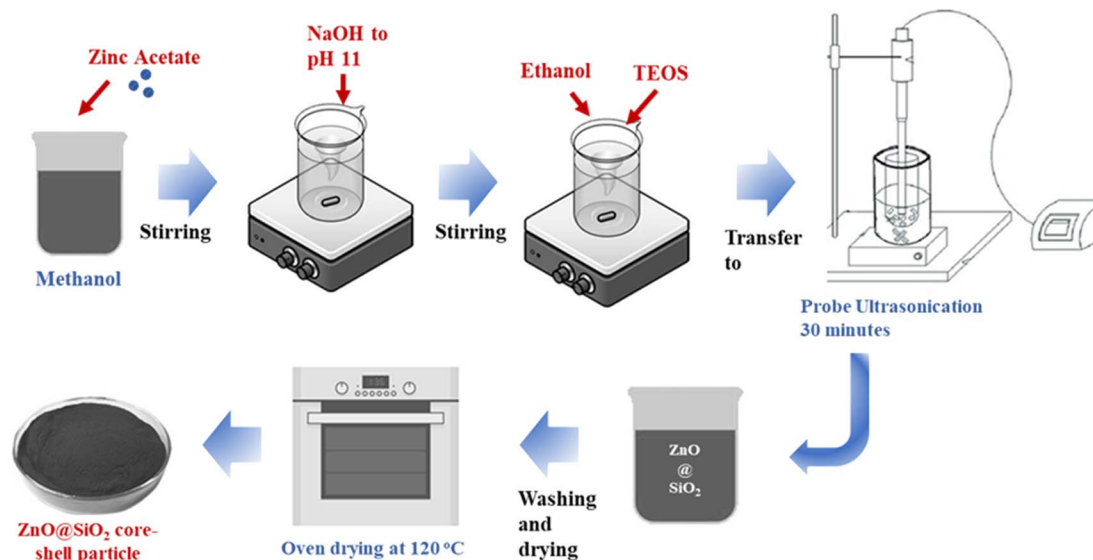 Zinc Acetate
Methanol
Stirring
NaOH to
pH 11
Stirring
Ethanol
TEOS
Transfer
to
Probe Ultrasonication
30 minutes
ZnO
@
SiO₂
Washing
and
drying
Oven drying at 120 °C
ZnO@SiO₂ core-
shell particle